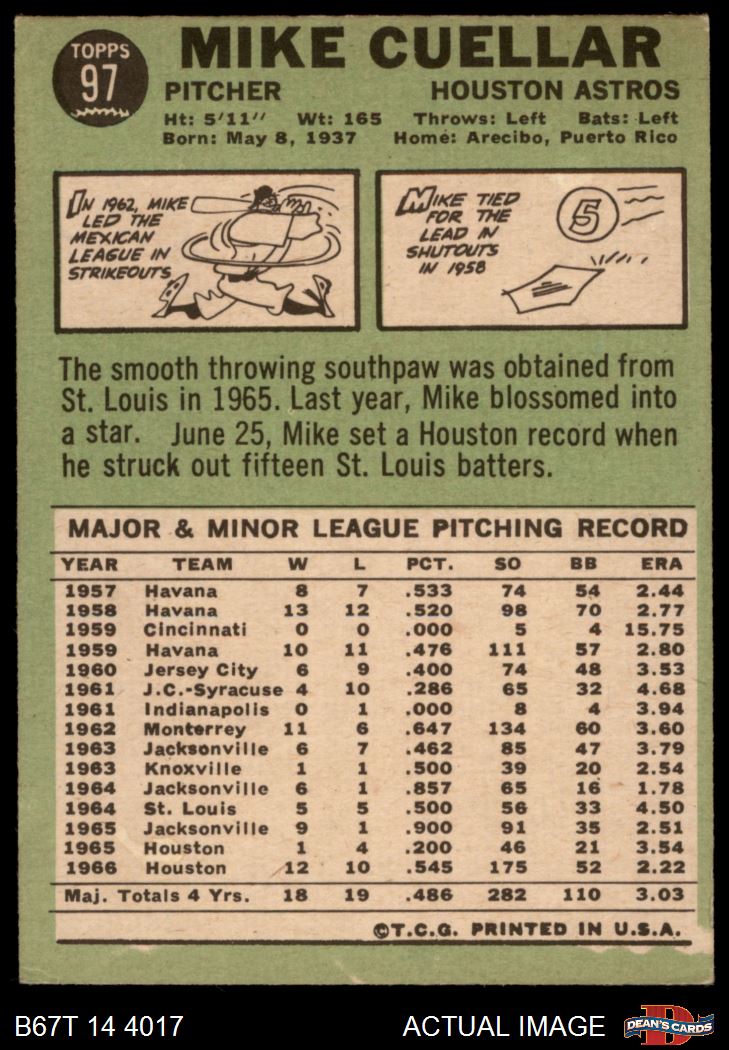 TOPPS
97
MIKE CUELLAR
PITCHER HOUSTON ASTROS
Ht: 5'11" Wt: 165 Throws: Left Bats: Left
Born: May 8, 1937 Home: Arecibo, Puerto Rico
IN 1962, MIKE
LED THE
MEXICAN
LEAGUE IN
STRIKEOUTS
MIKE TIED
FOR THE
LEAD IN
SHUTOUTS
IN 1958
5
The smooth throwing southpaw was obtained from
St. Louis in 1965. Last year, Mike blossomed into
a star. June 25, Mike set a Houston record when
he struck out fifteen St. Louis batters.
MAJOR & MINOR LEAGUE PITCHING RECORD
YEAR TEAM W L PCT. SO BB ERA
1957 Havana 8 7 .533 74 54 2.44
1958 Havana 13 12 .520 98 70 2.77
1959 Cincinnati 0 0 .000 5 4 15.75
1959 Havana 10 11 .476 111 57 2.80
1960 Jersey City 6 9 .400 74 48 3.53
1961 J.C.-Syracuse 4 10 .286 65 32 4.68
1961 Indianapolis 0 1 .000 8 4 3.94
1962 Monterrey 11 6 .647 134 60 3.60
1963 Jacksonville 6 7 .462 85 47 3.79
1963 Knoxville 1 1 .500 39 20 2.54
1964 Jacksonville 6 1 .857 65 16 1.78
1964 St. Louis 5 5 .500 56 33 4.50
1965 Jacksonville 9 1 .900 91 35 2.51
1965 Houston 1 4 .200 46 21 3.54
1966 Houston 12 10 .545 175 52 2.22
Maj. Totals 4 Yrs. 18 19 .486 282 110 3.03
©T.C.G. PRINTED IN U.S.A.
B67T 14 4017 ACTUAL IMAGE
D
DEAN'S CARDS